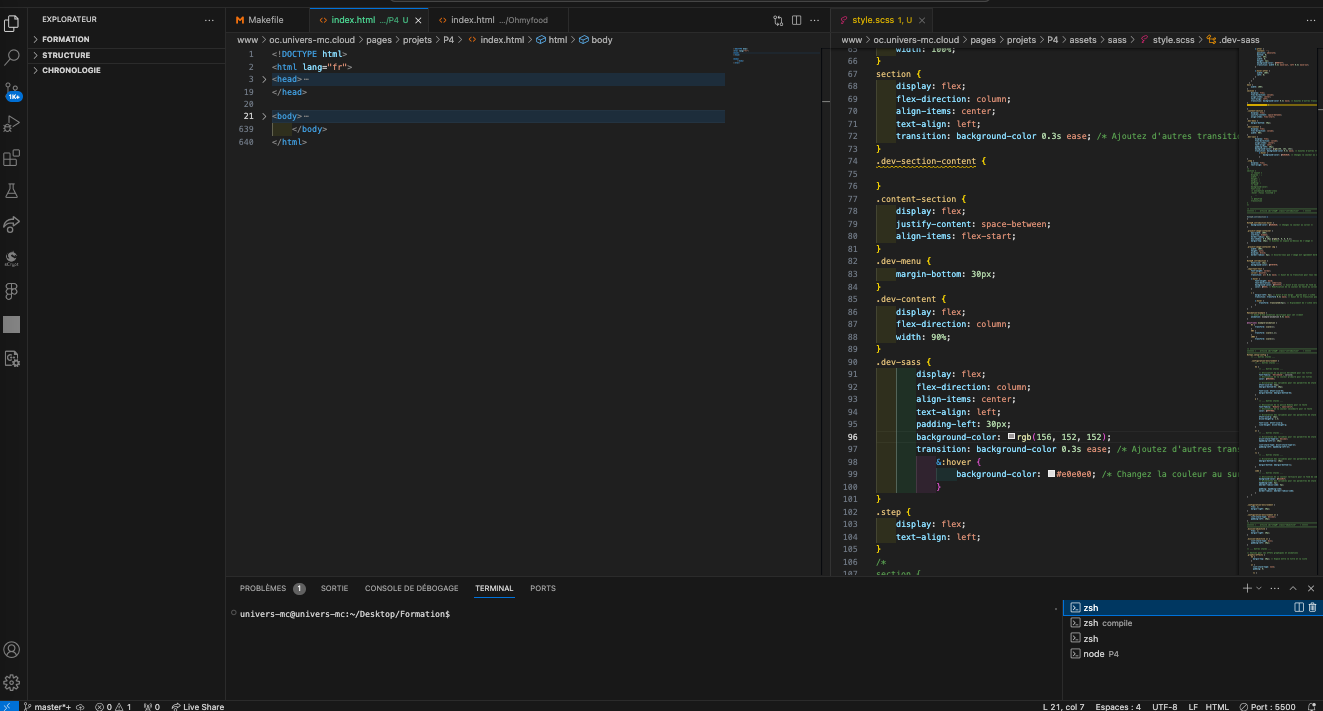 EXPLORATEUR
FORMATION
STRUCTURE
CHRONOLOGIE
1K+
eCrypt
Makefile
index.html .../P4 U
index.html .../Ohmyfood
style.scss 1, U
www > oc.univers-mc.cloud > pages > projets > P4 > index.html > html > body
1 <!DOCTYPE html>
2 <html lang="fr">
3 <head>
19 </head>
20
21 <body>
639 </body>
640 </html>
www > oc.univers-mc.cloud > pages > projets > P4 > assets > sass > style.scss > .dev-sass
65 width: 100%;
66 }
67 section {
68 display: flex;
69 flex-direction: column;
70 align-items: center;
71 text-align: left;
72 transition: background-color 0.3s ease; /* Ajoutez d'autres transitio
73 }
74 .dev-section-content {
75
76 }
77 .content-section {
78 display: flex;
79 justify-content: space-between;
80 align-items: flex-start;
81 }
82 .dev-menu {
83 margin-bottom: 30px;
84 }
85 .dev-content {
86 display: flex;
87 flex-direction: column;
88 width: 90%;
89 }
90 .dev-sass {
91 display: flex;
92 flex-direction: column;
93 align-items: center;
94 text-align: left;
95 padding-left: 30px;
96 background-color: rgb(156, 152, 152);
97 transition: background-color 0.3s ease; /* Ajoutez d'autres trans
98 &:hover {
99 background-color: #e0e0e0; /* Changez la couleur au su
100 }
101 }
102 .step {
103 display: flex;
104 text-align: left;
105 }
106 /*
107 section {
PROBLÈMES 1 SORTIE CONSOLE DE DÉBOGAGE TERMINAL PORTS
univers-mc@univers-mc:~/Desktop/Formation$
zsh
zsh compile
zsh
node P4
master*+ 0 1 0 Live Share
L 21, col 7 Espaces : 4 UTF-8 LF HTML Port : 5500